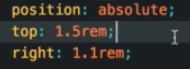 position: absolute;
top: 1.5rem;
right: 1.1rem;